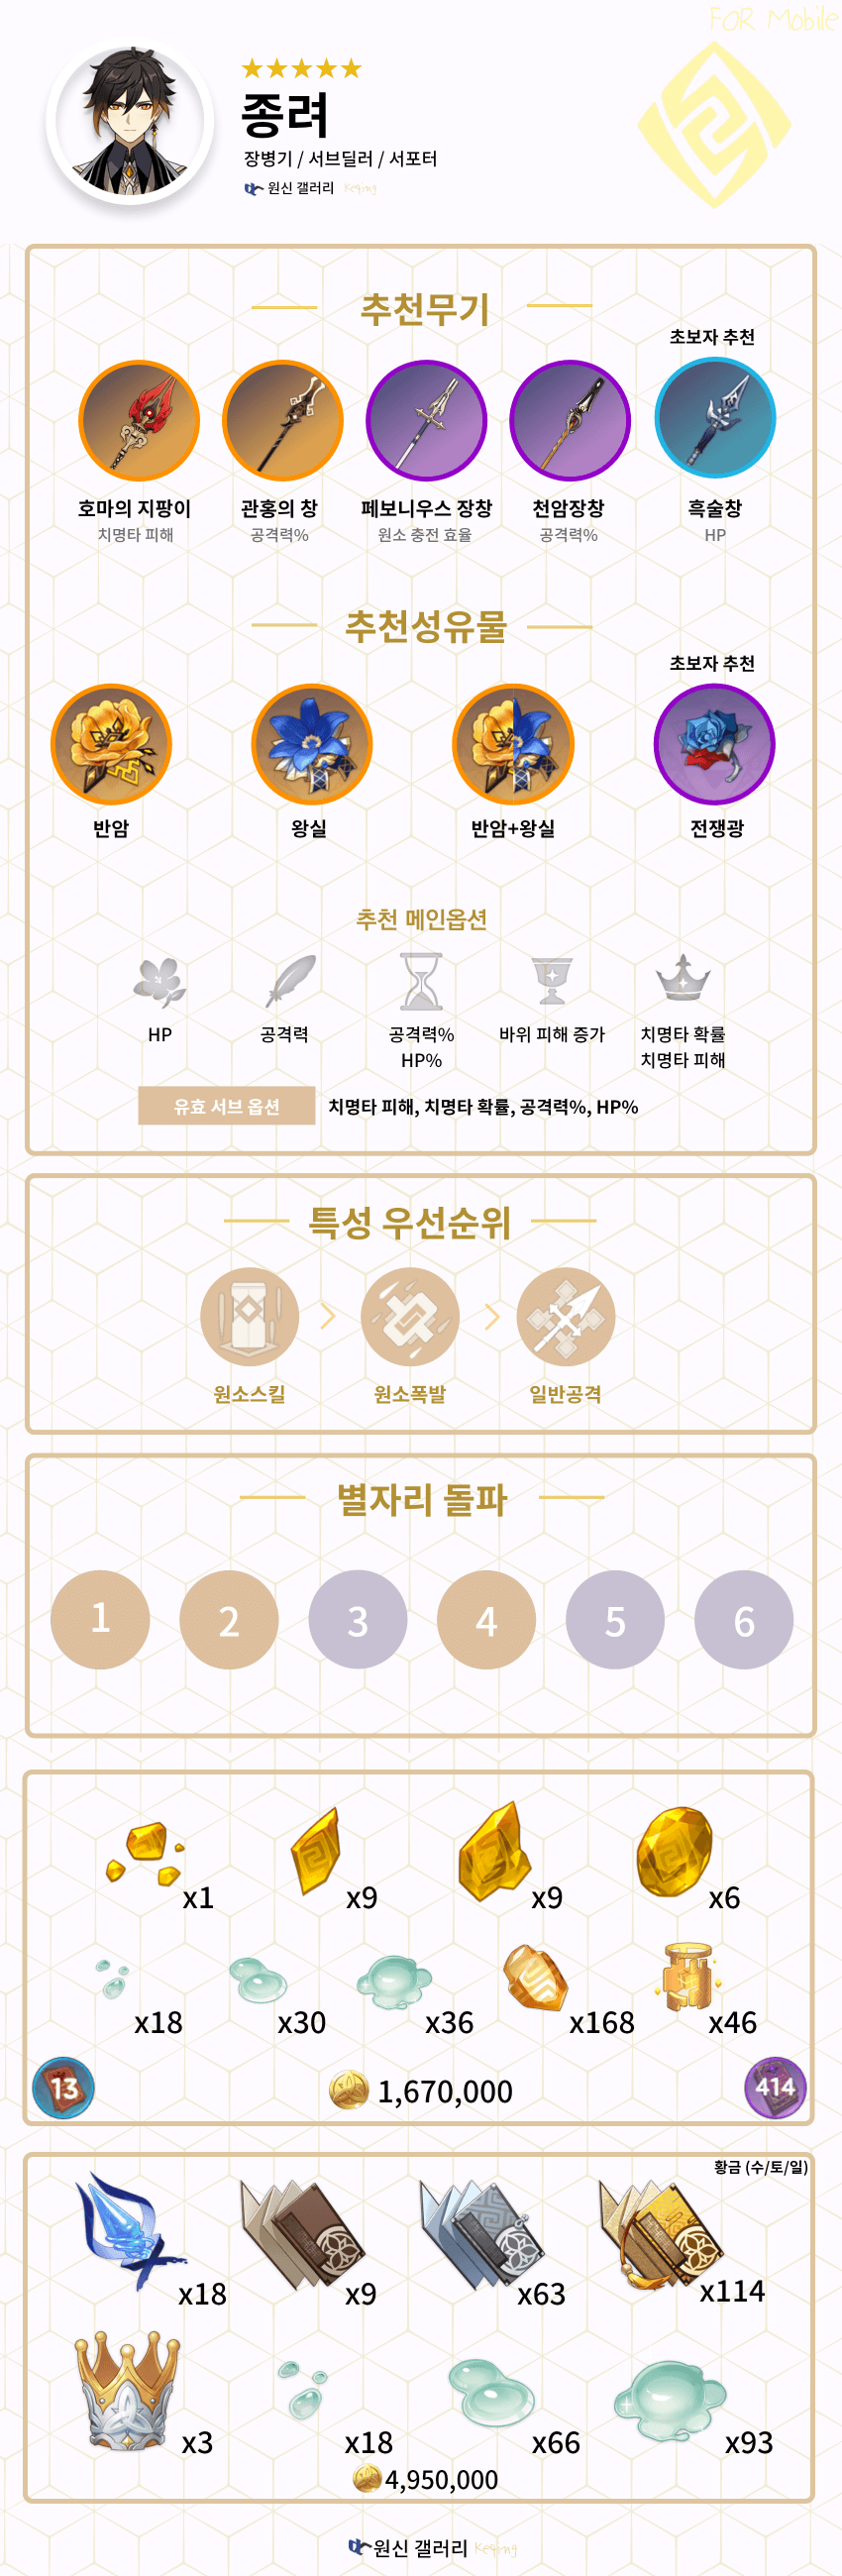 FOR Mobile
종려
장병기 / 서브딜러 / 서포터
원신 갤러리 Keqing
추천무기
초보자 추천
호마의 지팡이 관홍의 창 페보니우스 장창 천암장창 흑술창
치명타 피해 공격력% 원소 충전 효율 공격력% HP
추천성유물
초보자 추천
반암 왕실 반암+왕실 전쟁광
추천 메인옵션
HP 공격력 공격력% 바위 피해 증가 치명타 확률
HP% 치명타 피해
유효 서브 옵션 치명타 피해, 치명타 확률, 공격력%, HP%
특성 우선순위
원소스킬 원소폭발 일반공격
별자리 돌파
1 2 3 4 5 6
x1 x9 x9 x6
x18 x30 x36 x168 x46
13 1,670,000 414
황금 (수/토/일)
x18 x9 x63 x114
x3 x18 x66 x93
4,950,000
원신 갤러리 Keqing